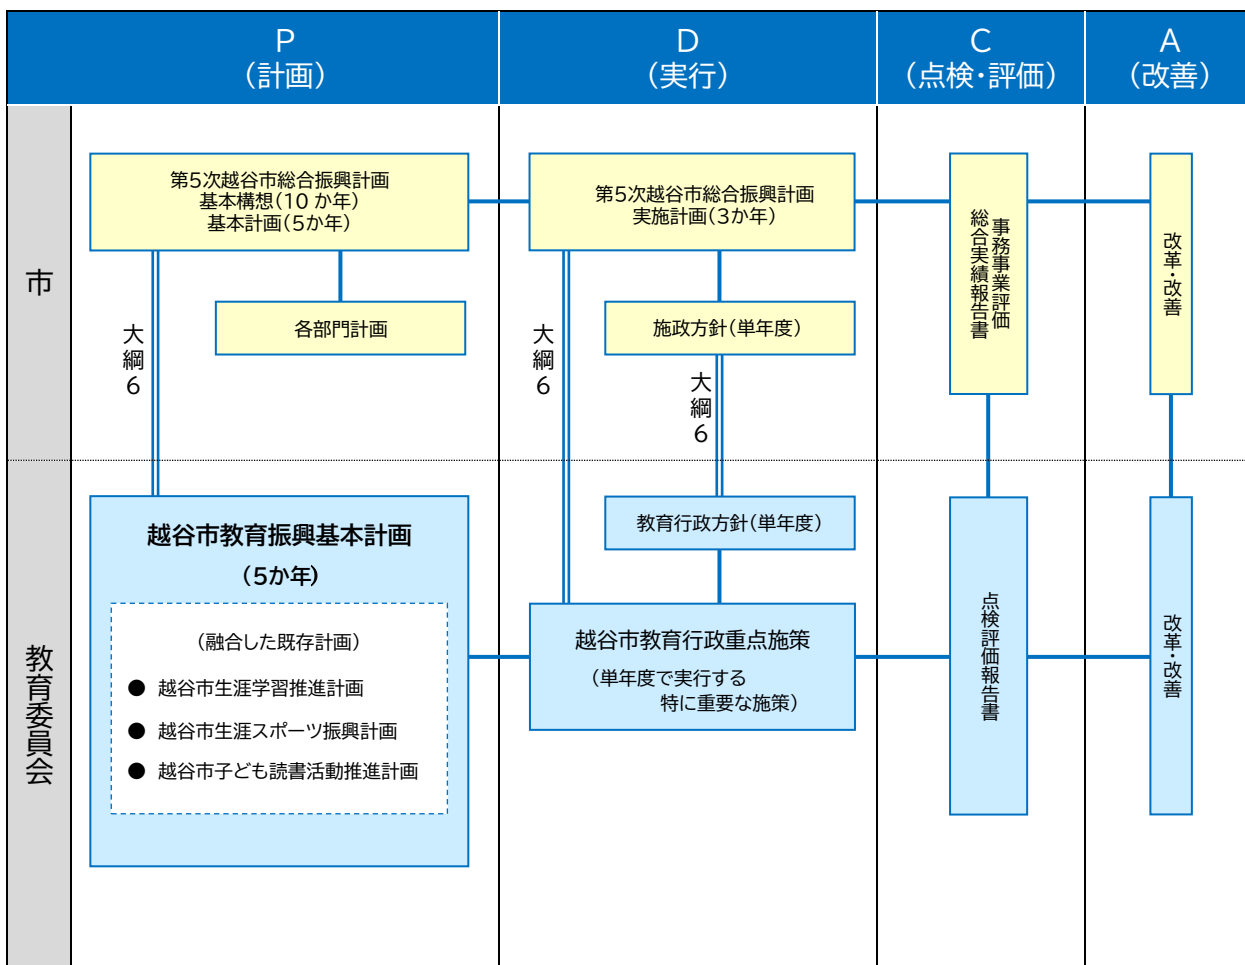 P
(計画)
D
(実行)
C
(点検・評価)
A
(改善)
市
第5次越谷市総合振興計画
基本構想(10 か年)
基本計画(5か年)
第5次越谷市総合振興計画
実施計画(3か年)
事務事業評価
総合実績報告書
改革・改善
各部門計画
施政方針(単年度)
大綱6
大綱6
大綱6
教育委員会
越谷市教育振興基本計画
(5か年)
(融合した既存計画)
● 越谷市生涯学習推進計画
● 越谷市生涯スポーツ振興計画
● 越谷市子ども読書活動推進計画
教育行政方針(単年度)
越谷市教育行政重点施策
(単年度で実行する
特に重要な施策)
点検評価報告書
改革・改善